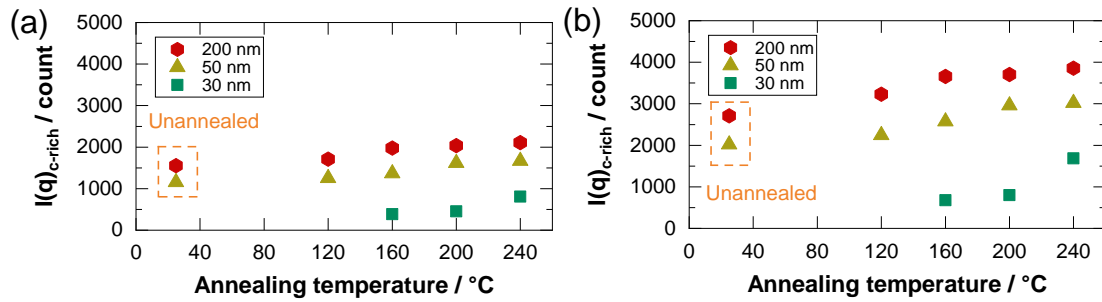 (a)
I(q)c-rich / count
5000
4000
3000
2000
1000
0
200 nm
50 nm
30 nm
Unannealed
0 40 80 120 160 200 240
Annealing temperature / °C
(b)
I(q)c-rich / count
5000
4000
3000
2000
1000
0
200 nm
50 nm
30 nm
Unannealed
0 40 80 120 160 200 240
Annealing temperature / °C